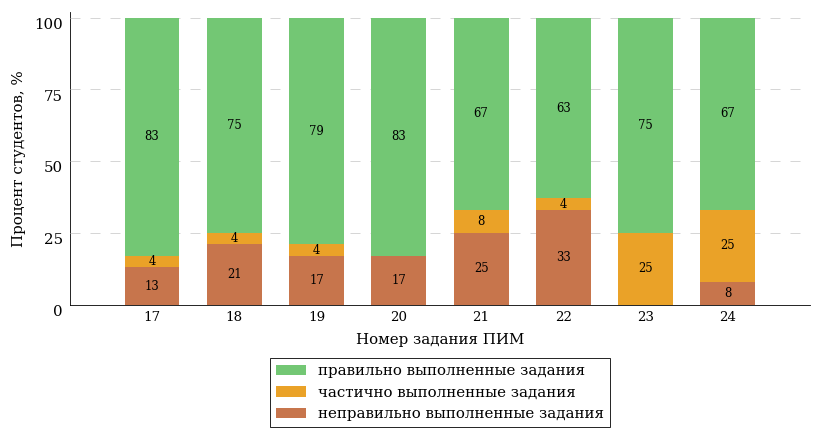 Процент студентов, %
100
75
50
25
0
83 75 79 83 67 63 75 67
4 4 4 8 4 25 25
13 21 17 17 25 33 8
17 18 19 20 21 22 23 24
Номер задания ПИМ
правильно выполненные задания
частично выполненные задания
неправильно выполненные задания